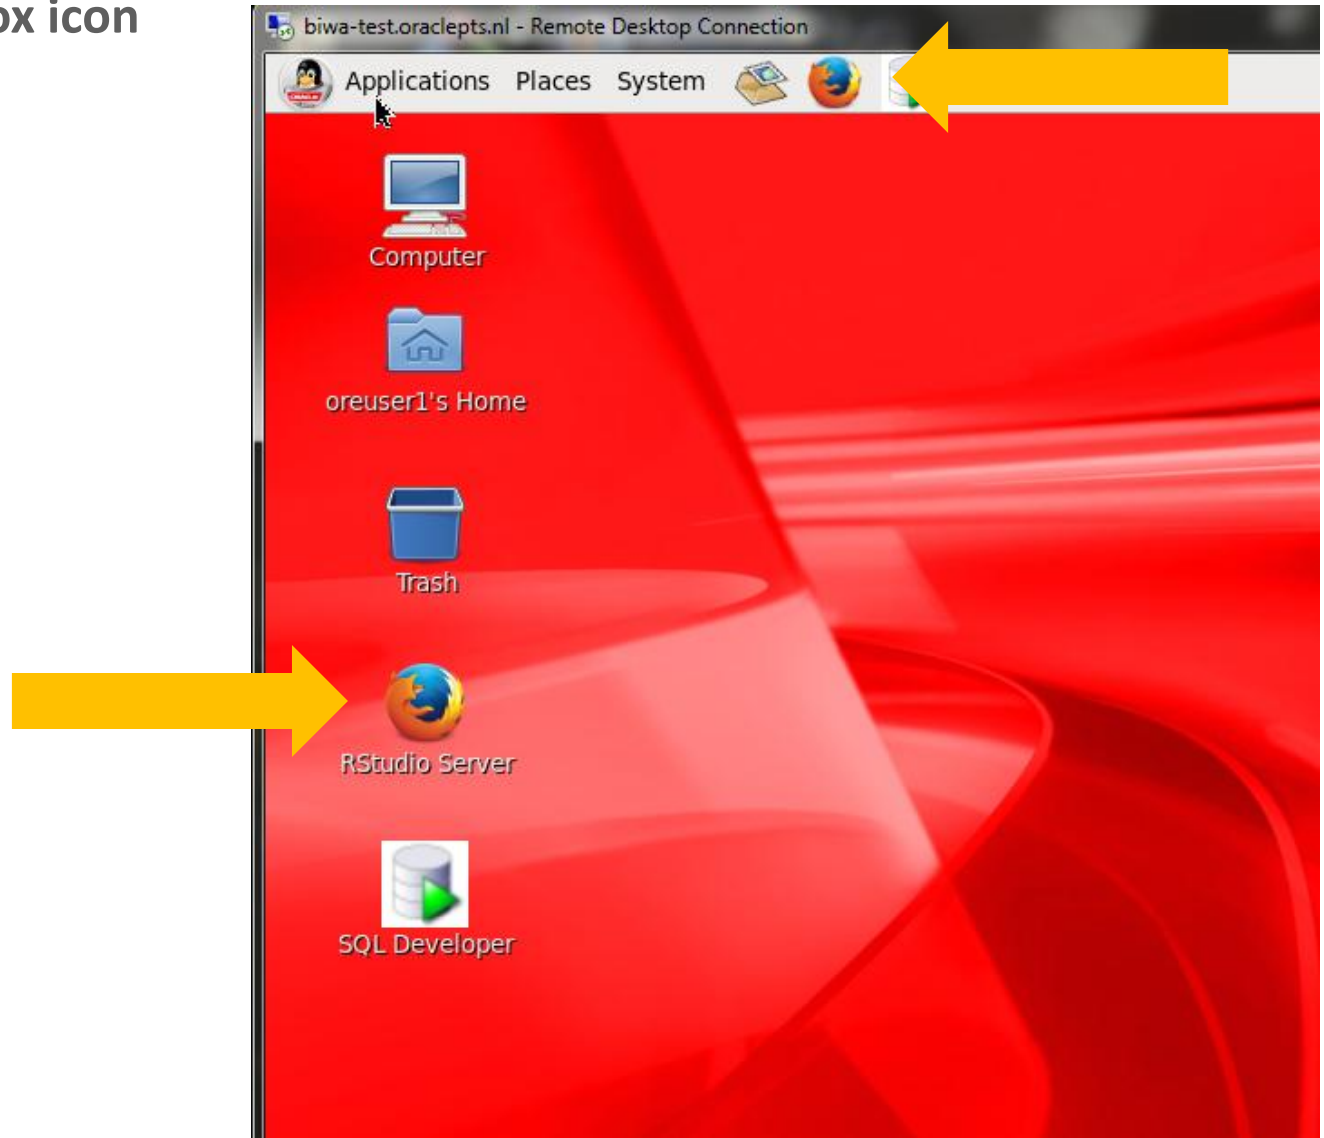 ox icon
biwa-test.oraclepts.nl - Remote Desktop Connection
Applications Places System
Computer
oreuser1's Home
Trash
RStudio Server
SQL Developer